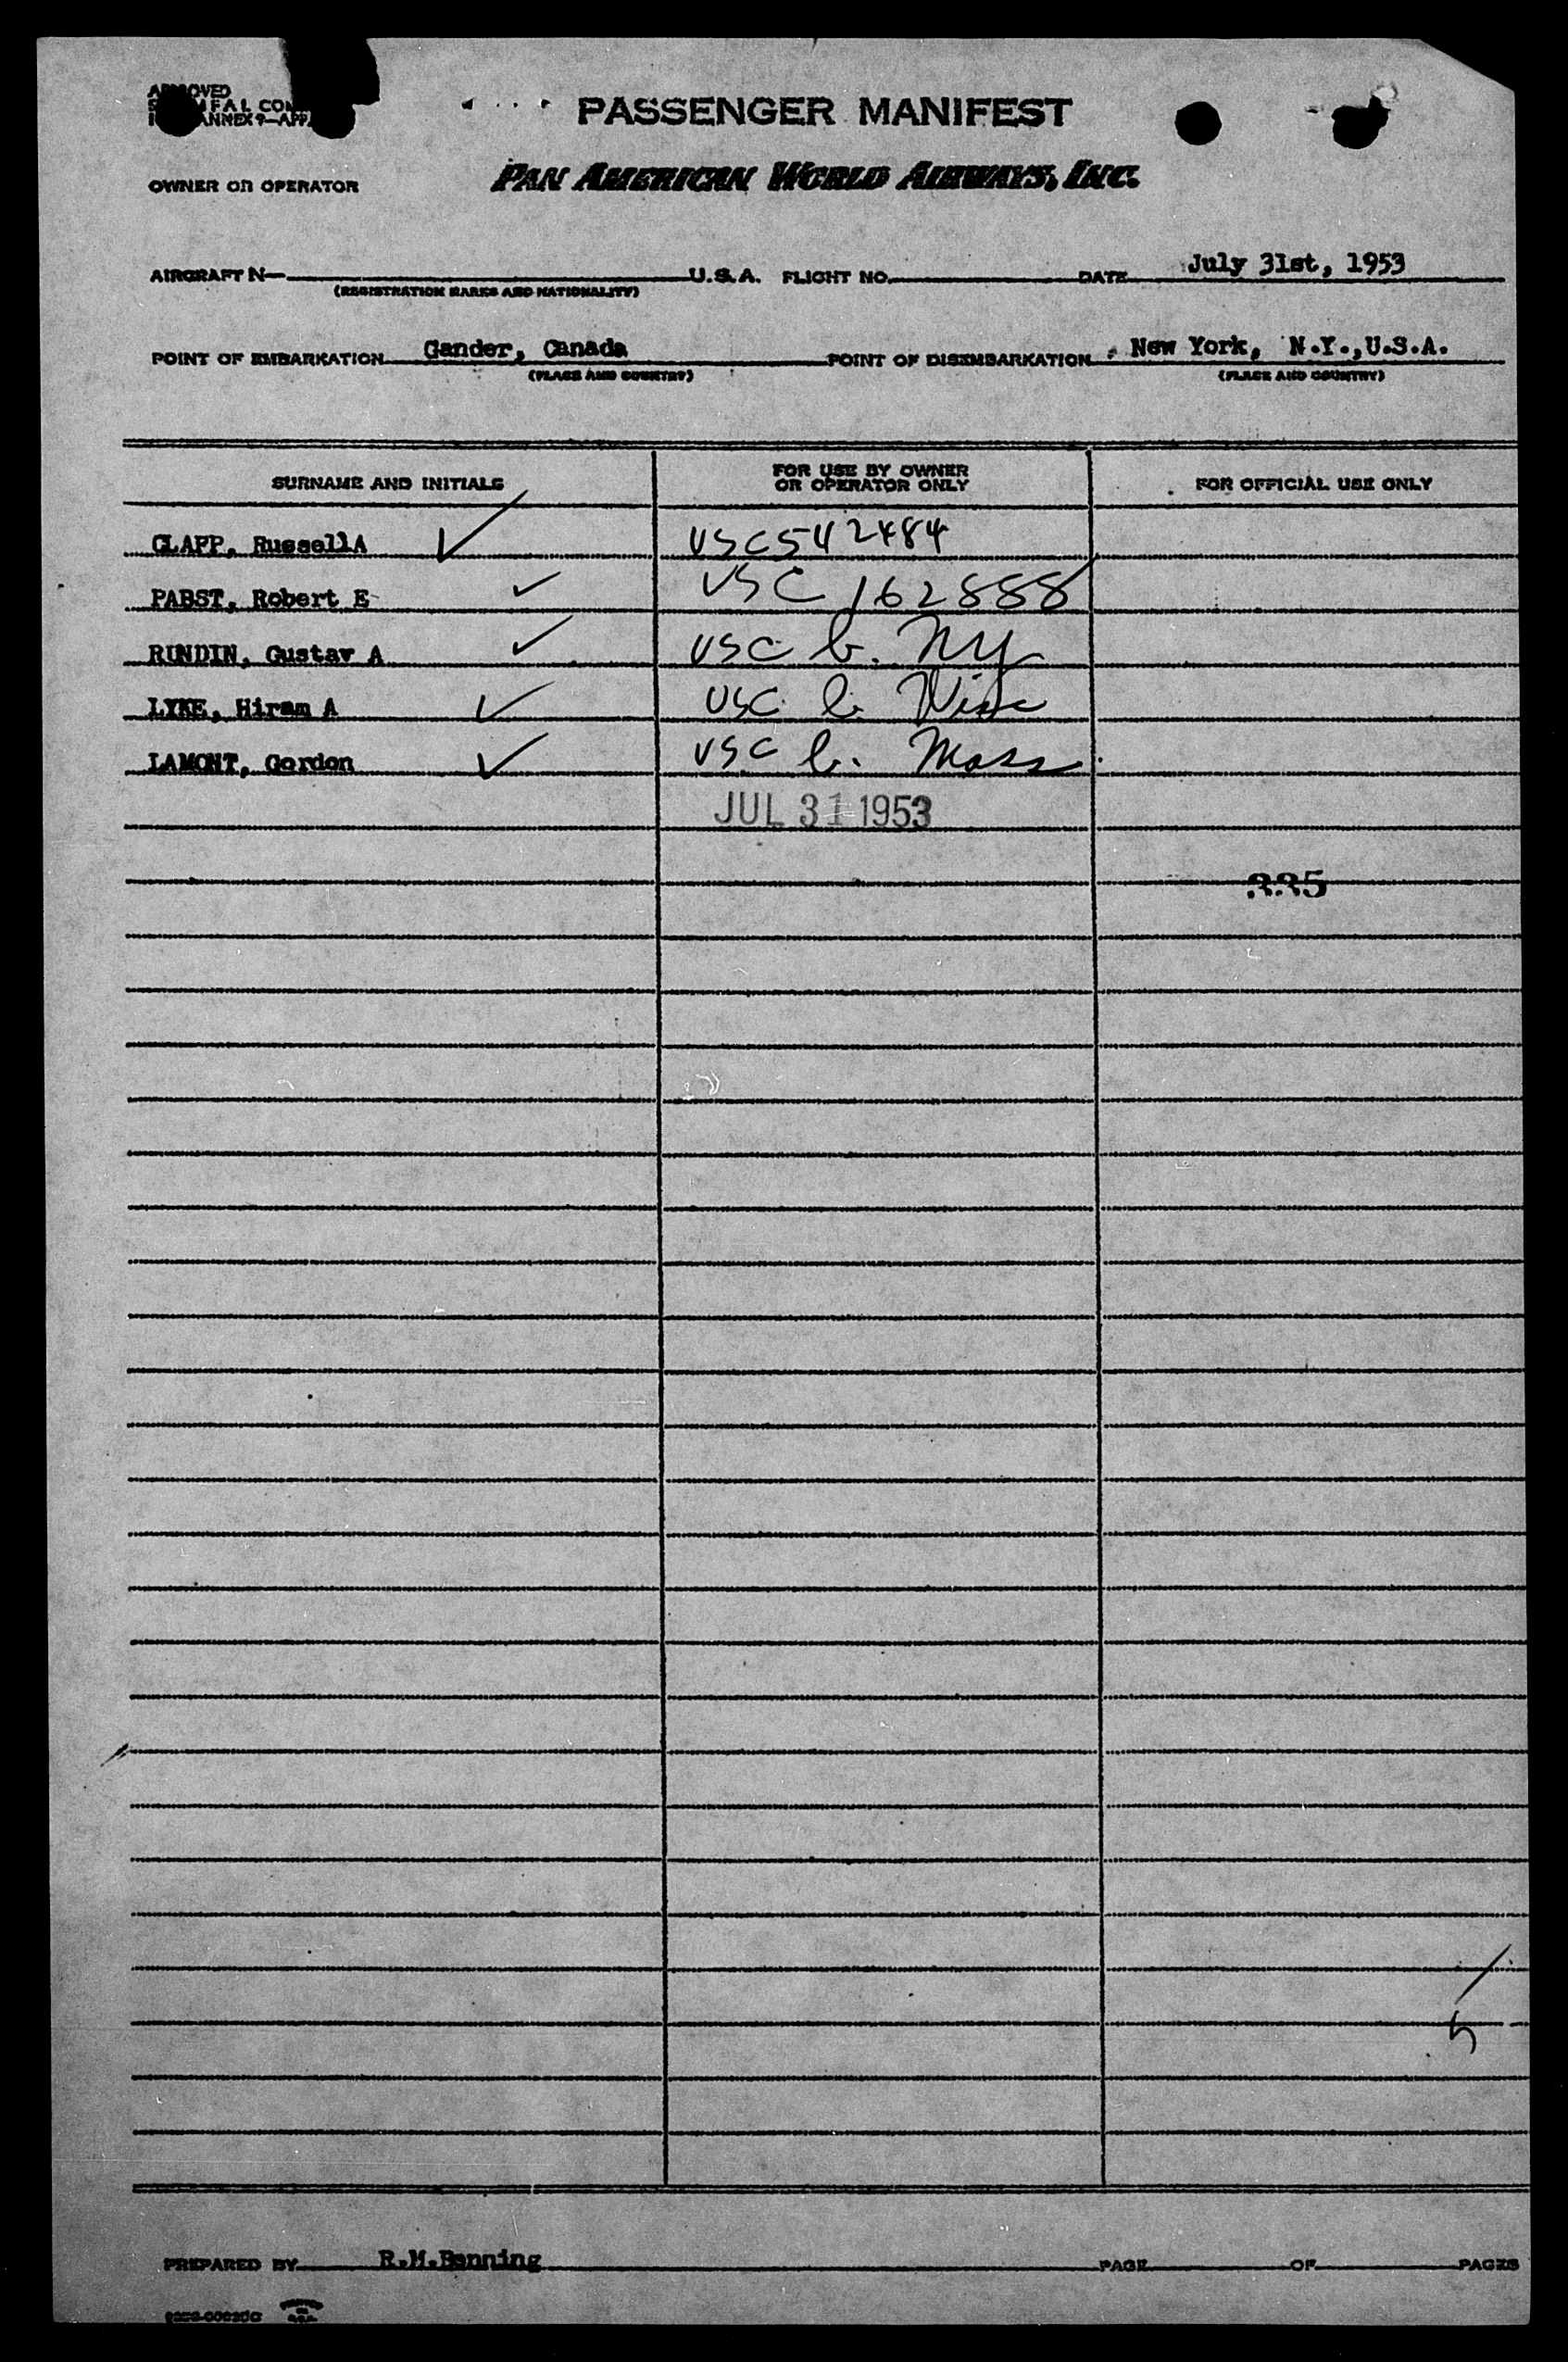 PASSENGER MANIFEST
OWNER OR OPERATOR PAN AMERICAN WORLD AIRWAYS, INC.
AIRCRAFT N— U.S.A. FLIGHT NO. DATE July 31st, 1953
(REGISTRATION MARKS AND NATIONALITY)
POINT OF EMBARKATION Gander, Canada POINT OF DISEMBARKATION New York, N.Y.,U.S.A.
(PLACE AND COUNTRY) (PLACE AND COUNTRY)
SURNAME AND INITIALS FOR USE BY OWNER OR OPERATOR ONLY FOR OFFICIAL USE ONLY
CLAPP, RussellA ✓ USC542484
PABST, Robert E ✓ USC 162888
RUNDIN, Gustav A ✓ USC b. NY
LYKE, Hiram A ✓ USC b. Wisc
LAMONT, Gordon ✓ USC b. Mass
JUL 31 1953
335
5
PREPARED BY R.M.Banning PAGE OF PAGES